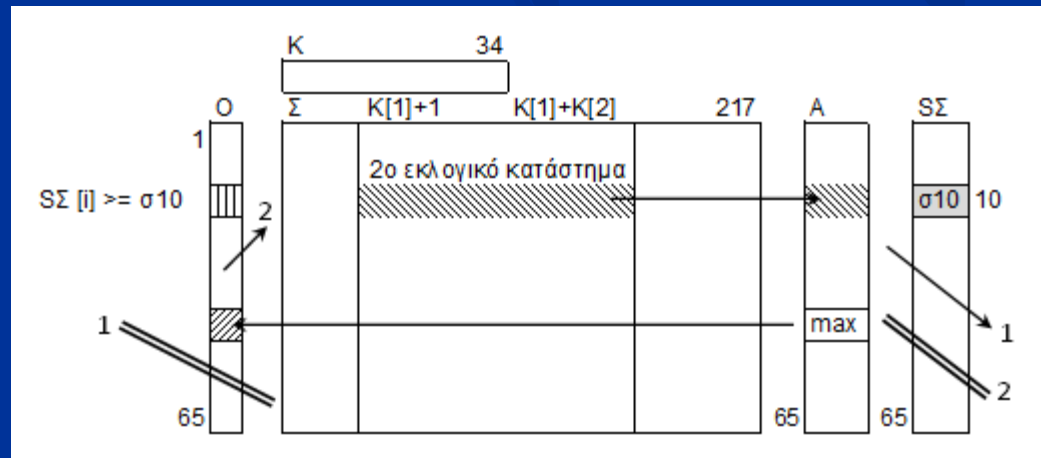 K 34
O Σ K[1]+1 K[1]+K[2] 217 A SΣ
1
2ο εκλογικό κατάστημα
SΣ [i] >= σ10 2 σ10 10
1 max 1
2
65 65 65